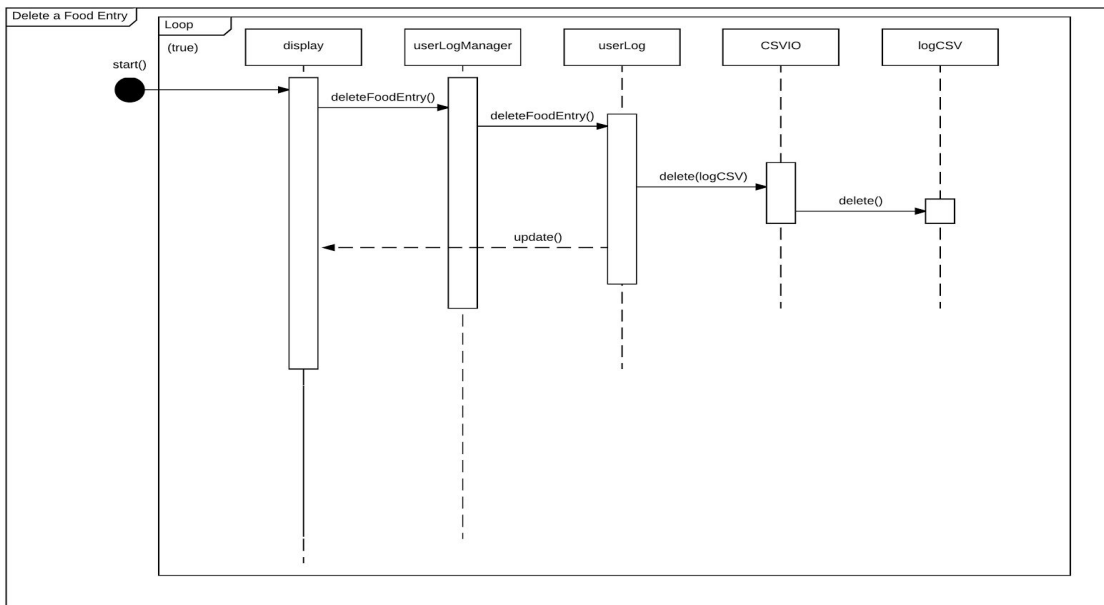 Delete a Food Entry
Loop
(true)
display
userLogManager
userLog
CSVIO
logCSV
start()
deleteFoodEntry()
deleteFoodEntry()
delete(logCSV)
delete()
update()